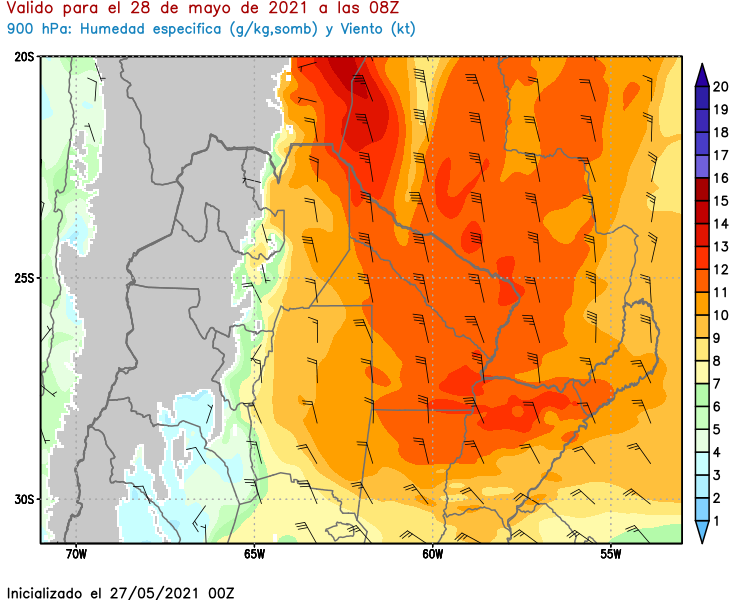 Valido para el 28 de mayo de 2021 a las 08Z
900 hPa: Humedad especifica (g/kg,somb) y Viento (kt)
20S
25S
30S
70W
65W
60W
55W
20
19
18
17
16
15
14
13
12
11
10
9
8
7
6
5
4
3
2
1
Inicializado el 27/05/2021 00Z